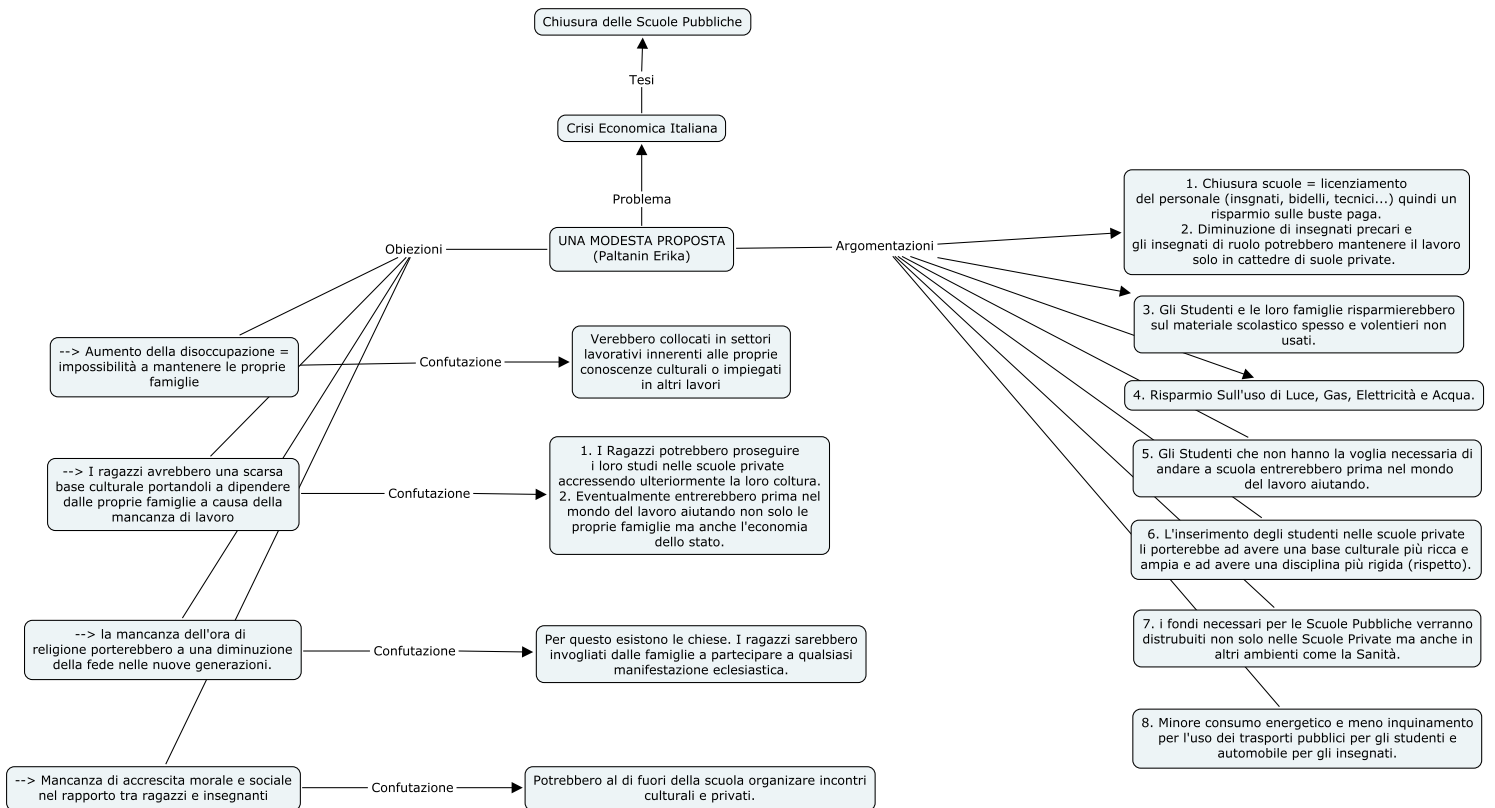 Chiusura delle Scuole Pubbliche
Tesi
Crisi Economica Italiana
Problema
UNA MODESTA PROPOSTA
(Paltanin Erika)
Obiezioni
--> Aumento della disoccupazione =
impossibilità a mantenere le proprie
famiglie
Confutazione
Verebbero collocati in settori
lavorativi innerenti alle proprie
conoscenze culturali o impiegati
in altri lavori
--> I ragazzi avrebbero una scarsa
base culturale portandoli a dipendere
dalle proprie famiglie a causa della
mancanza di lavoro
Confutazione
1. I Ragazzi potrebbero proseguire
i loro studi nelle scuole private
accressendo ulteriormente la loro coltura.
2. Eventualmente entrerebbero prima nel
mondo del lavoro aiutando non solo le
proprie famiglie ma anche l'economia
dello stato.
--> la mancanza dell'ora di
religione porterebbero a una diminuzione
della fede nelle nuove generazioni.
Confutazione
Per questo esistono le chiese. I ragazzi sarebbero
invogliati dalle famiglie a partecipare a qualsiasi
manifestazione eclesiastica.
--> Mancanza di accrescita morale e sociale
nel rapporto tra ragazzi e insegnanti
Confutazione
Potrebbero al di fuori della scuola organizare incontri
culturali e privati.
Argomentazioni
1. Chiusura scuole = licenziamento
del personale (insgnati, bidelli, tecnici...) quindi un
risparmio sulle buste paga.
2. Diminuzione di insegnati precari e
gli insegnati di ruolo potrebbero mantenere il lavoro
solo in cattedre di suole private.
3. Gli Studenti e le loro famiglie risparmierebbero
sul materiale scolastico spesso e volentieri non
usati.
4. Risparmio Sull'uso di Luce, Gas, Elettricità e Acqua.
5. Gli Studenti che non hanno la voglia necessaria di
andare a scuola entrerebbero prima nel mondo
del lavoro aiutando.
6. L'inserimento degli studenti nelle scuole private
li porterebbe ad avere una base culturale più ricca e
ampia e ad avere una disciplina più rigida (rispetto).
7. i fondi necessari per le Scuole Pubbliche verranno
distrubuiti non solo nelle Scuole Private ma anche in
altri ambienti come la Sanità.
8. Minore consumo energetico e meno inquinamento
per l'uso dei trasporti pubblici per gli studenti e
automobile per gli insegnati.